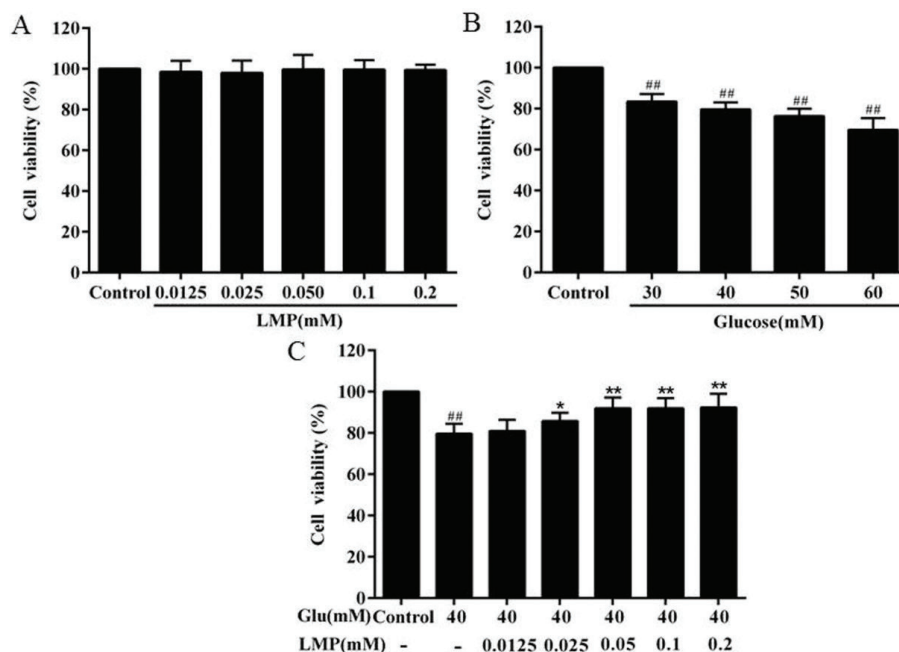 A
Cell viability (%)
120
100
80
60
40
20
0
Control 0.0125 0.025 0.050 0.1 0.2
LMP(mM)
B
Cell viability (%)
120
100
80
60
40
20
0
## ## ## ##
Control 30 40 50 60
Glucose(mM)
C
Cell viability (%)
120
100
80
60
40
20
0
## * ** ** **
Glu(mM) Control 40 40 40 40 40 40
LMP(mM) - - 0.0125 0.025 0.05 0.1 0.2